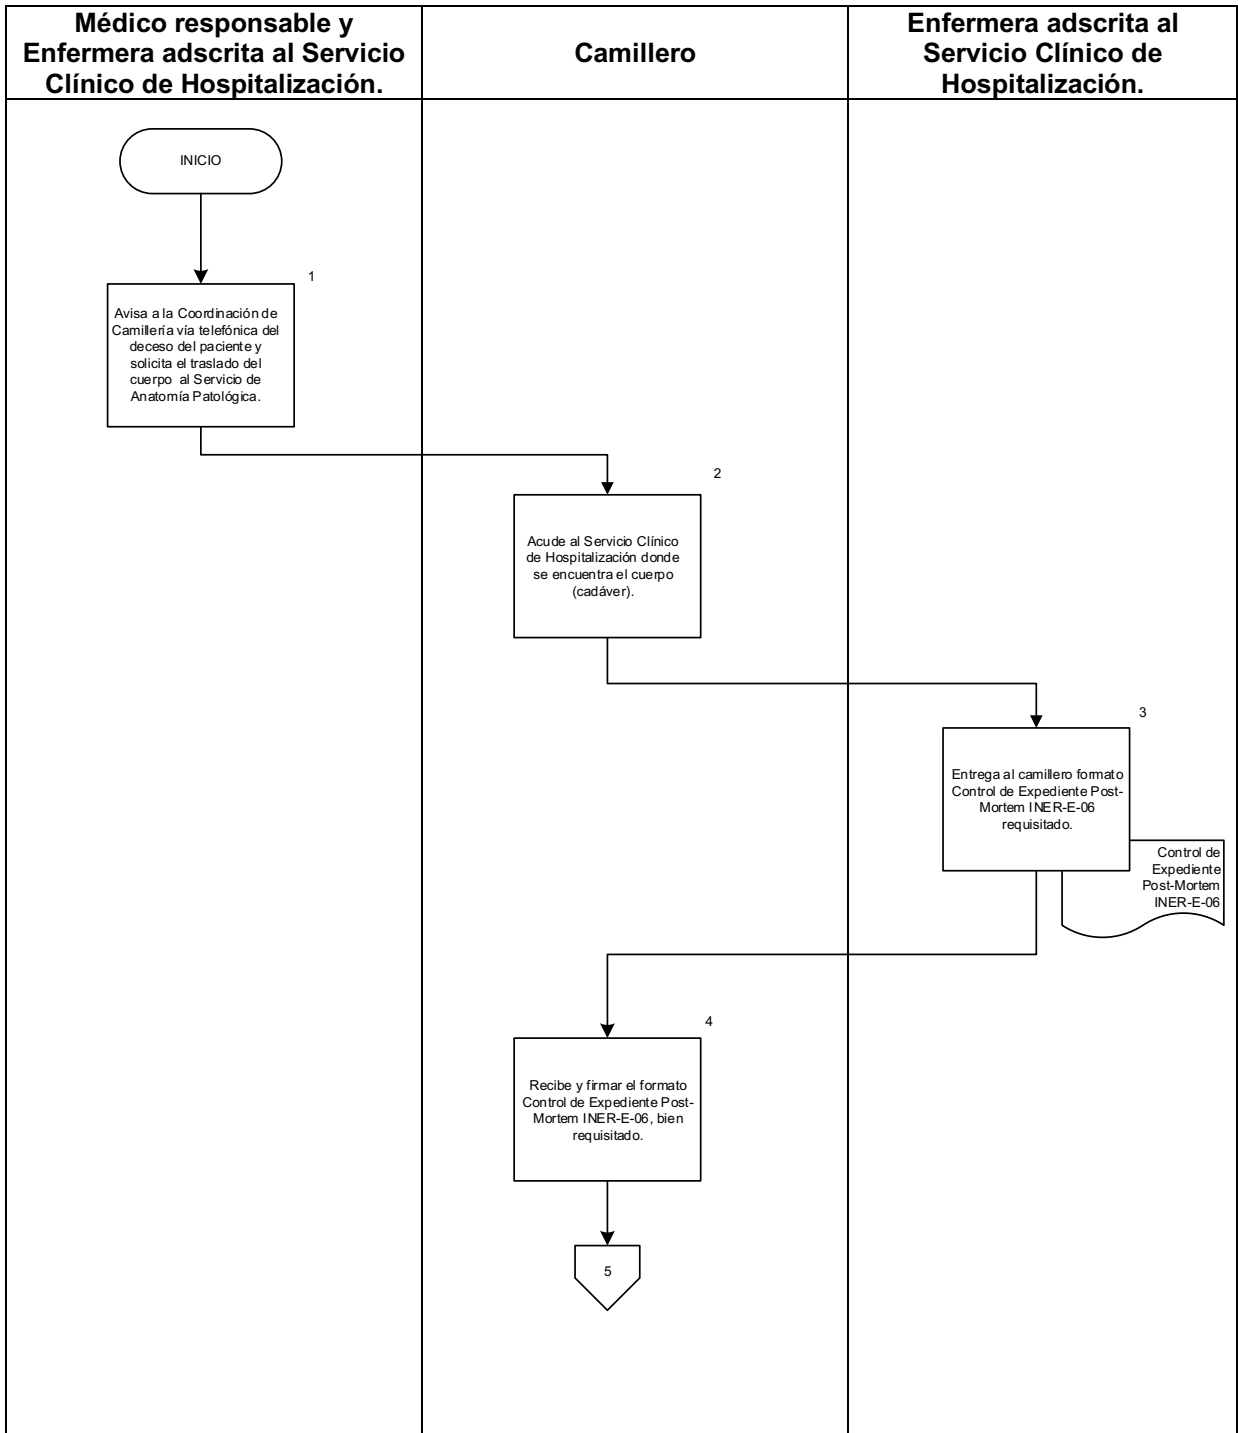 Médico responsable y
Enfermera adscrita al Servicio
Clínico de Hospitalización.
Camillero
Enfermera adscrita al
Servicio Clínico de
Hospitalización.
INICIO
1
Avisa a la Coordinación de
Camillería vía telefónica del
deceso del paciente y
solicita el traslado del
cuerpo al Servicio de
Anatomía Patológica.
2
Acude al Servicio Clínico
de Hospitalización donde
se encuentra el cuerpo
(cadáver).
3
Entrega al camillero formato
Control de Expediente Post-
Mortem INER-E-06
requisitado.
Control de
Expediente
Post-Mortem
INER-E-06
4
Recibe y firmar el formato
Control de Expediente Post-
Mortem INER-E-06, bien
requisitado.
5